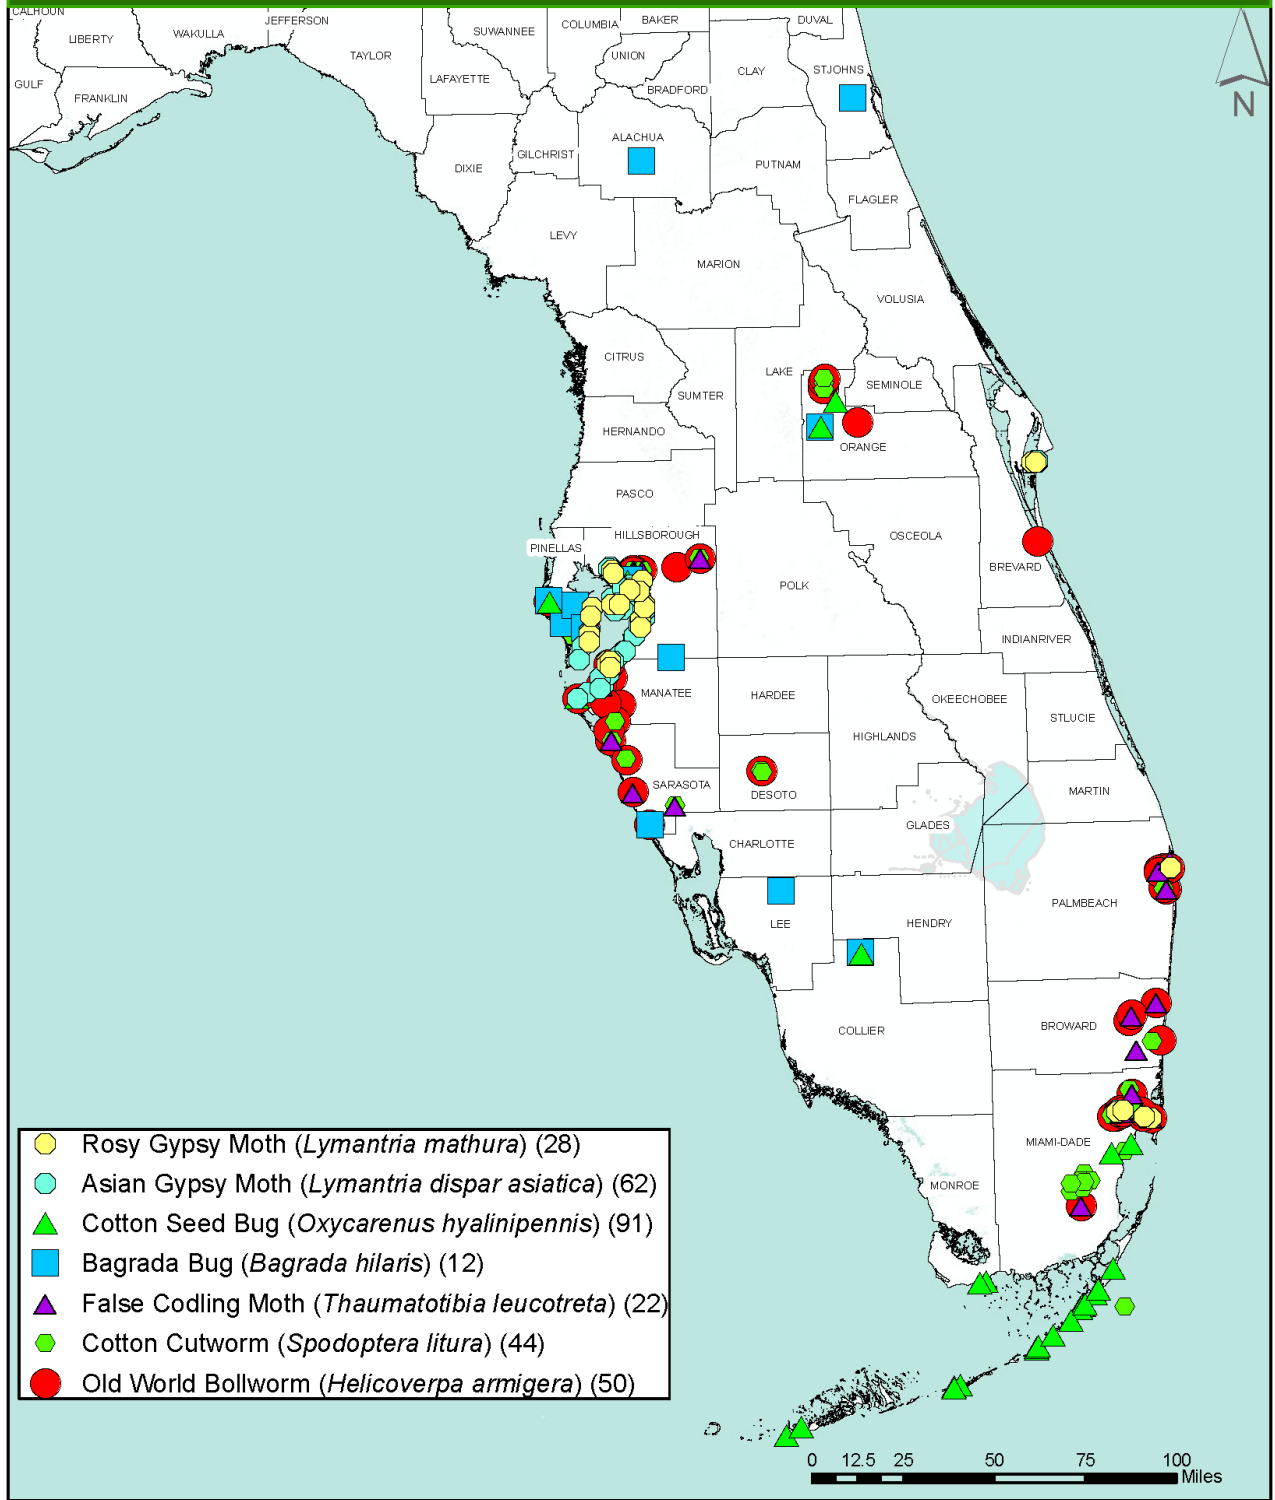 CALHOUN
LIBERTY
WAKULLA
JEFFERSON
TAYLOR
SUWANNEE
COLUMBIA
BAKER
DUVAL
UNION
CLAY
STJOHNS
GULF
FRANKLIN
LAFAYETTE
BRADFORD
N
DIXIE
GILCHRIST
ALACHUA
PUTNAM
FLAGLER
LEVY
MARION
VOLUSIA
CITRUS
LAKE
SEMINOLE
SUMTER
HERNANDO
ORANGE
PASCO
HILLSBOROUGH
PINELLAS
OSCEOLA
BREVARD
POLK
INDIANRIVER
MANATEE
HARDEE
OKEECHOBEE
STLUCIE
HIGHLANDS
SARASOTA
DESOTO
MARTIN
GLADES
CHARLOTTE
PALMBEACH
LEE
HENDRY
COLLIER
BROWARD
MIAMI-DADE
MONROE
Rosy Gypsy Moth (Lymantria mathura) (28)
Asian Gypsy Moth (Lymantria dispar asiatica) (62)
Cotton Seed Bug (Oxycarenus hyalinipennis) (91)
Bagrada Bug (Bagrada hilaris) (12)
False Codling Moth (Thaumatotibia leucotreta) (22)
Cotton Cutworm (Spodoptera litura) (44)
Old World Bollworm (Helicoverpa armigera) (50)
0 12.5 25 50 75 100
Miles